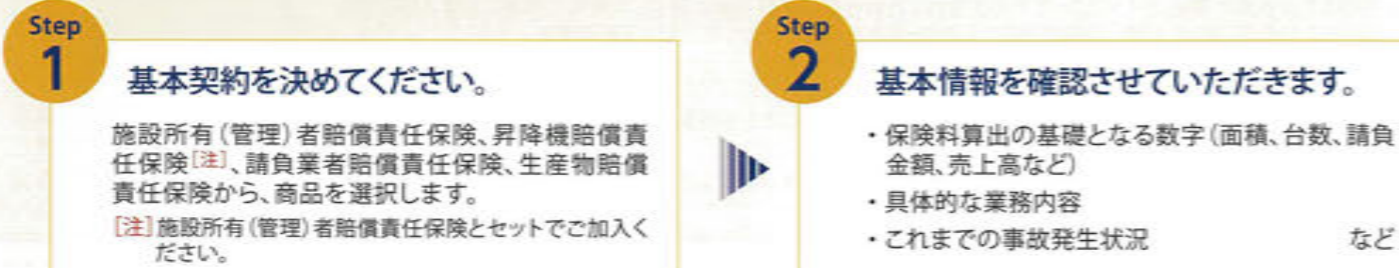 Step
1
基本契約を決めてください。
施設所有(管理)者賠償責任保険、昇降機賠償責
任保険[注]、請負業者賠償責任保険、生産物賠償
責任保険から、商品を選択します。
[注]施設所有(管理)者賠償責任保険とセットでご加入く
ださい。
Step
2
基本情報を確認させていただきます。
・保険料算出の基礎となる数字(面積、台数、請負
金額、売上高など)
・具体的な業務内容
・これまでの事故発生状況 など